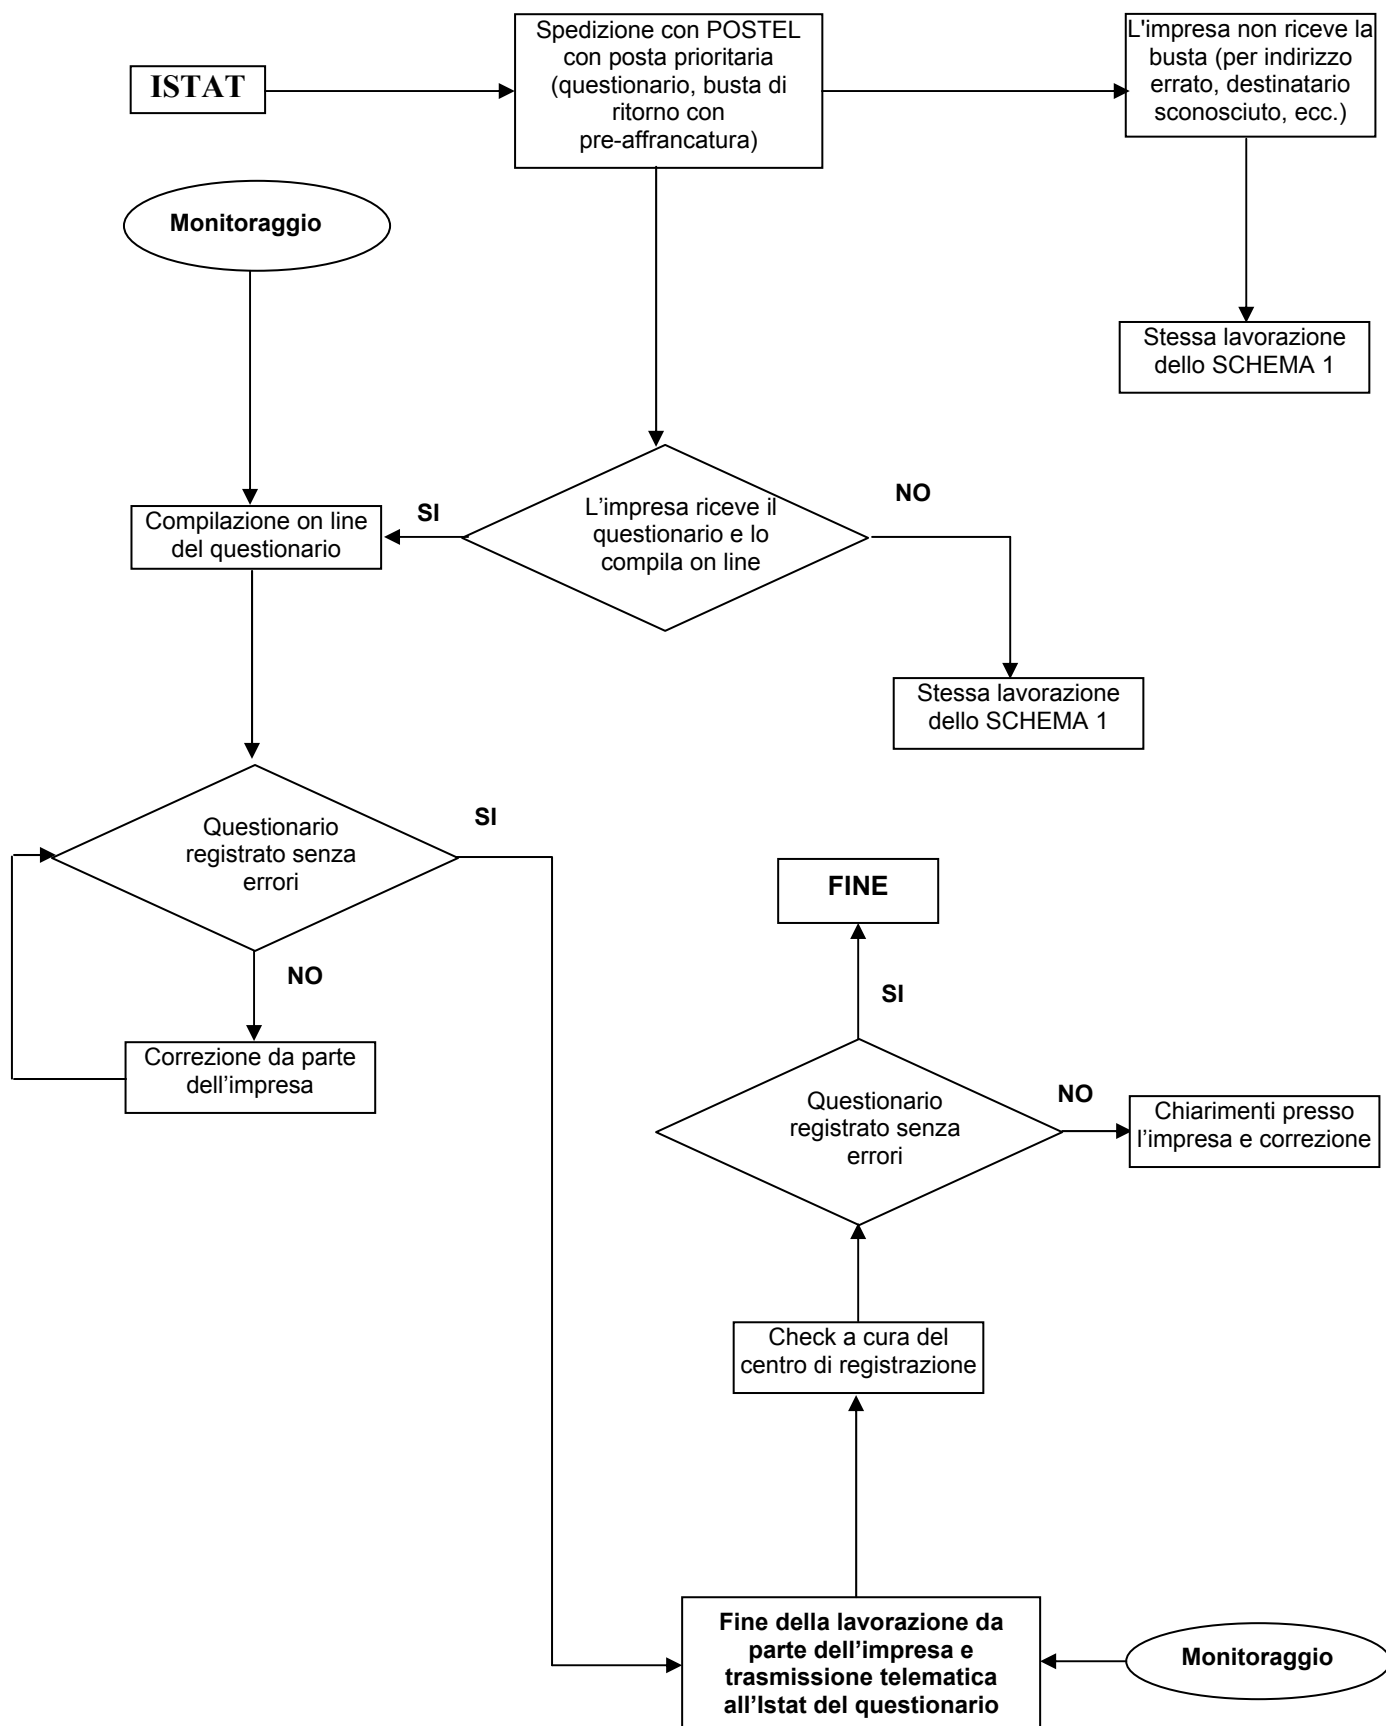 ISTAT
Spedizione con POSTEL
con posta prioritaria
(questionario, busta di
ritorno con
pre-affrancatura)
L'impresa non riceve la
busta (per indirizzo
errato, destinatario
sconosciuto, ecc.)
Monitoraggio
Stessa lavorazione
dello SCHEMA 1
L’impresa riceve il
questionario e lo
compila on line
SI
NO
Compilazione on line
del questionario
Stessa lavorazione
dello SCHEMA 1
Questionario
registrato senza
errori
SI
NO
Correzione da parte
dell’impresa
FINE
SI
Questionario
registrato senza
errori
NO
Chiarimenti presso
l’impresa e correzione
Check a cura del
centro di registrazione
Fine della lavorazione da
parte dell’impresa e
trasmissione telematica
all’Istat del questionario
Monitoraggio